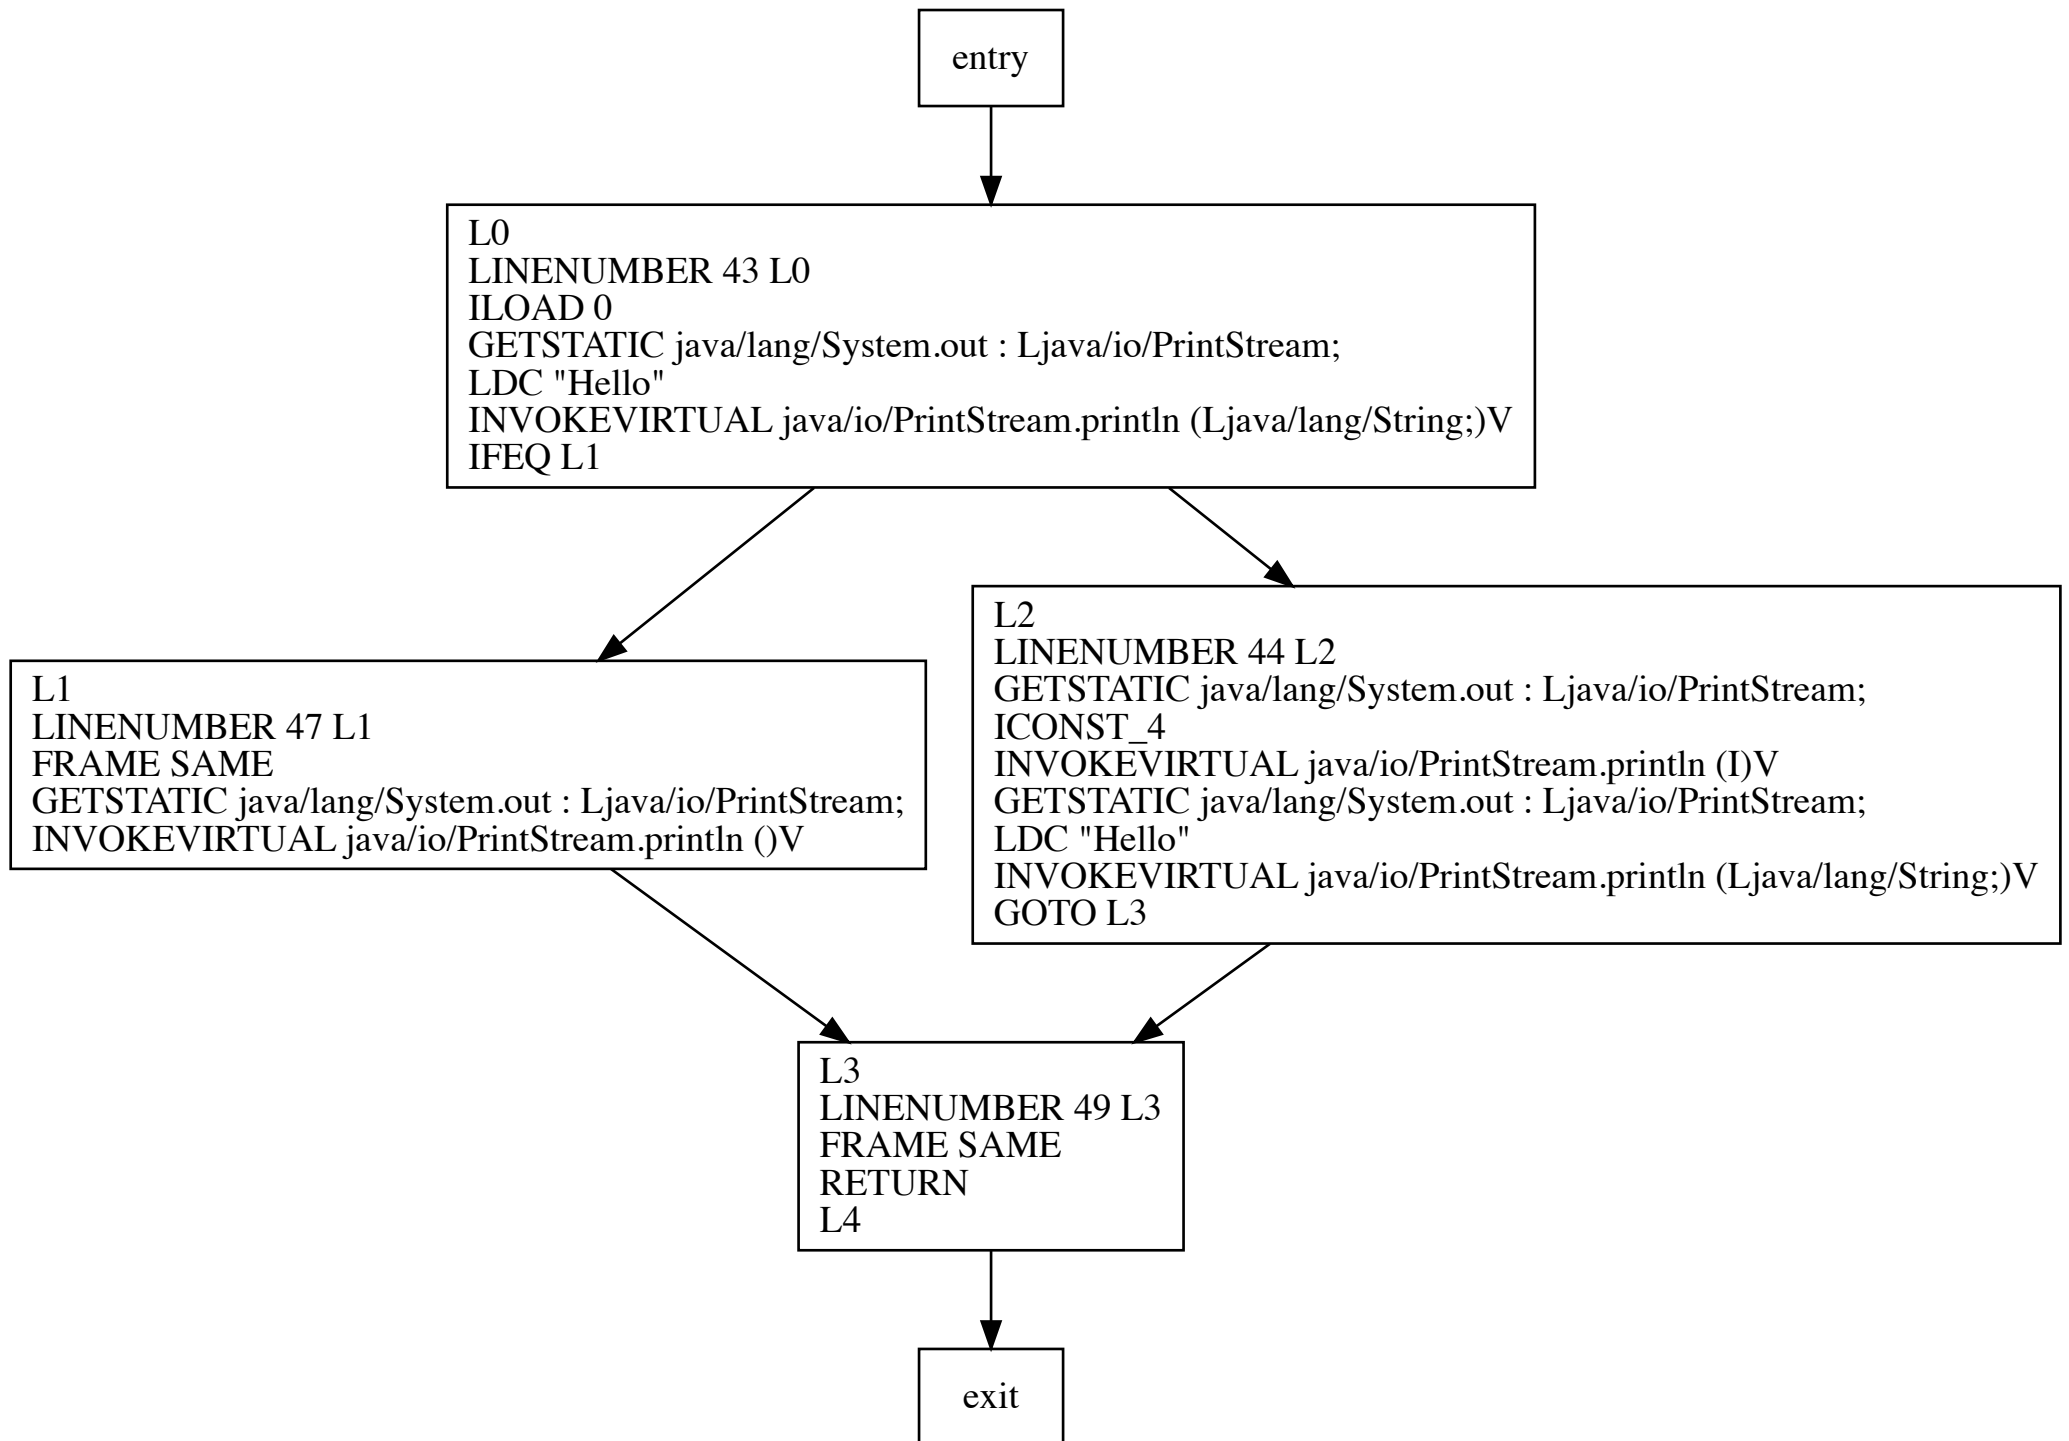 entry
L0
LINENUMBER 43 L0
ILOAD 0
GETSTATIC java/lang/System.out : Ljava/io/PrintStream;
LDC "Hello"
INVOKEVIRTUAL java/io/PrintStream.println (Ljava/lang/String;)V
IFEQ L1
L1
LINENUMBER 47 L1
FRAME SAME
GETSTATIC java/lang/System.out : Ljava/io/PrintStream;
INVOKEVIRTUAL java/io/PrintStream.println ()V
L2
LINENUMBER 44 L2
GETSTATIC java/lang/System.out : Ljava/io/PrintStream;
ICONST_4
INVOKEVIRTUAL java/io/PrintStream.println (I)V
GETSTATIC java/lang/System.out : Ljava/io/PrintStream;
LDC "Hello"
INVOKEVIRTUAL java/io/PrintStream.println (Ljava/lang/String;)V
GOTO L3
L3
LINENUMBER 49 L3
FRAME SAME
RETURN
L4
exit